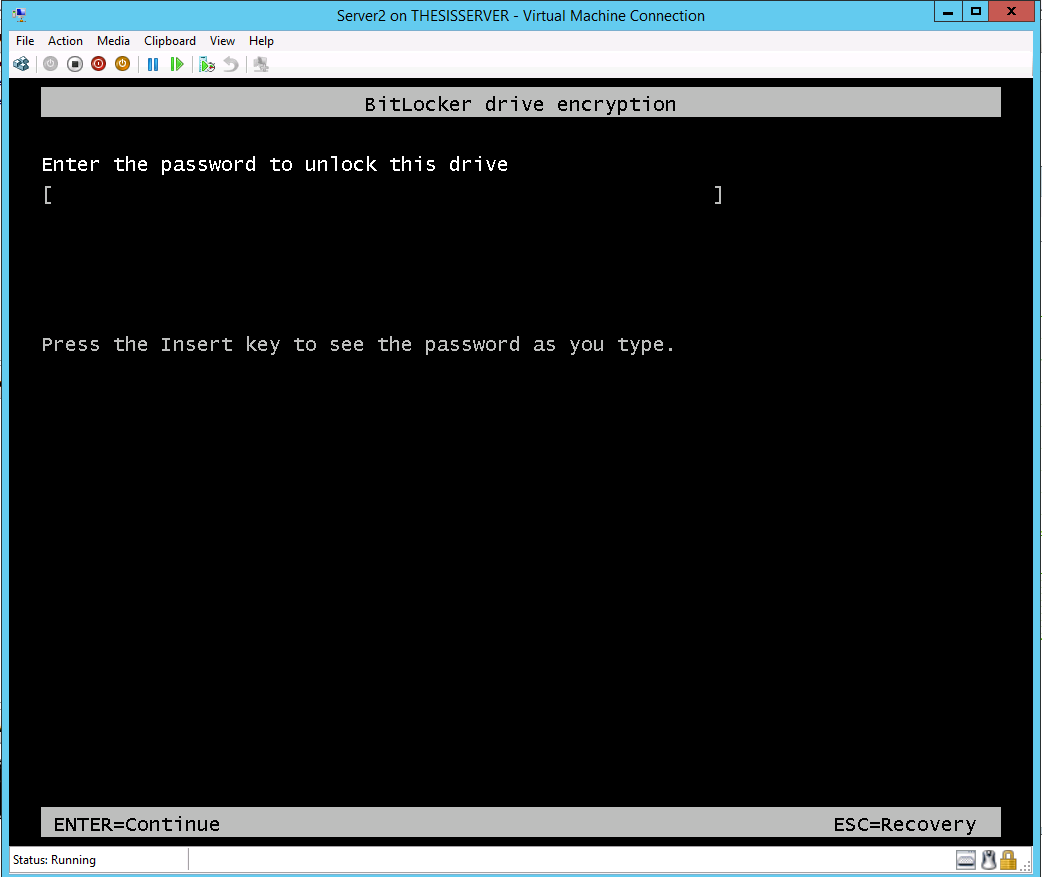 Server2 on THESISSERVER - Virtual Machine Connection
File Action Media Clipboard View Help
BitLocker drive encryption
Enter the password to unlock this drive
[ ]
Press the Insert key to see the password as you type.
ENTER=Continue ESC=Recovery
Status: Running